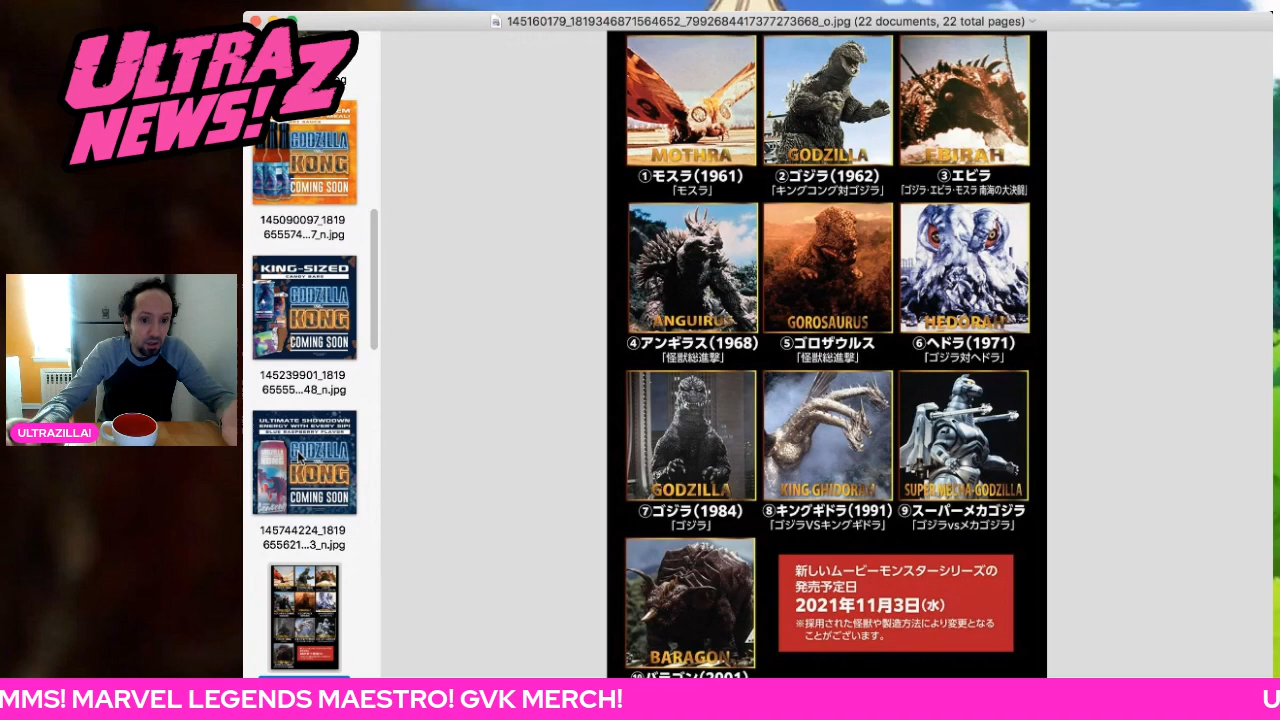 145160179_1819346871564652_7992684417377273668_o.jpg (22 documents, 22 total pages)
ULTRA Z
NEWS!
GODZILLA
KONG
COMING SOON
145090097_1819
655574...7_n.jpg
KING-SIZED
CANDY BARS
GODZILLA
KONG
COMING SOON
145239901_1819
65555...48_n.jpg
ULTIMATE SHOWDOWN
ENERGY WITH EVERY SIP!
BLUE RASPBERRY FLAVOR
GODZILLA
KONG
COMING SOON
145744224_1819
655621...3_n.jpg
ULTRAZILLA!
MOTHRA
①モスラ(1961)
「モスラ」
GODZILLA
②ゴジラ(1962)
「キングコング対ゴジラ」
EBIRAH
③エビラ
「ゴジラ・エビラ・モスラ 南海の大決闘」
ANGUIRUS
④アンギラス(1968)
「怪獣総進撃」
GOROSAURUS
⑤ゴロザウルス
「怪獣総進撃」
HEDORAH
⑥ヘドラ(1971)
「ゴジラ対ヘドラ」
GODZILLA
⑦ゴジラ(1984)
「ゴジラ」
KING GHIDORAH
⑧キングギドラ(1991)
「ゴジラVSキングギドラ」
SUPER MECHA-GODZILLA
⑨スーパーメカゴジラ
「ゴジラvsメカゴジラ」
BARAGON
⑩バラゴン(2001)
新しいムービーモンスターシリーズの
発売予定日
2021年11月3日(水)
※採用された怪獣や製造方法により変更となる
ことがございます。
MMS! MARVEL LEGENDS MAESTRO! GVK MERCH!
U